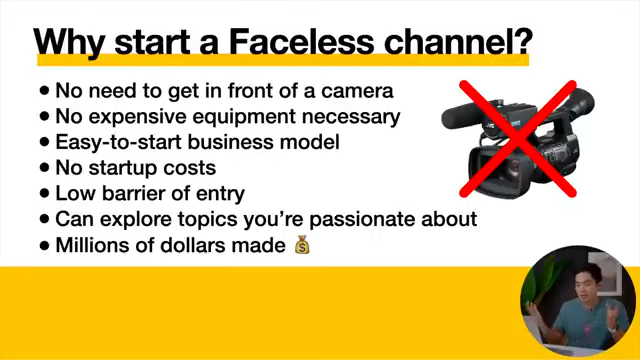 Why start a Faceless channel?
● No need to get in front of a camera
● No expensive equipment necessary
● Easy-to-start business model
● No startup costs
● Low barrier of entry
● Can explore topics you're passionate about
● Millions of dollars made 💰